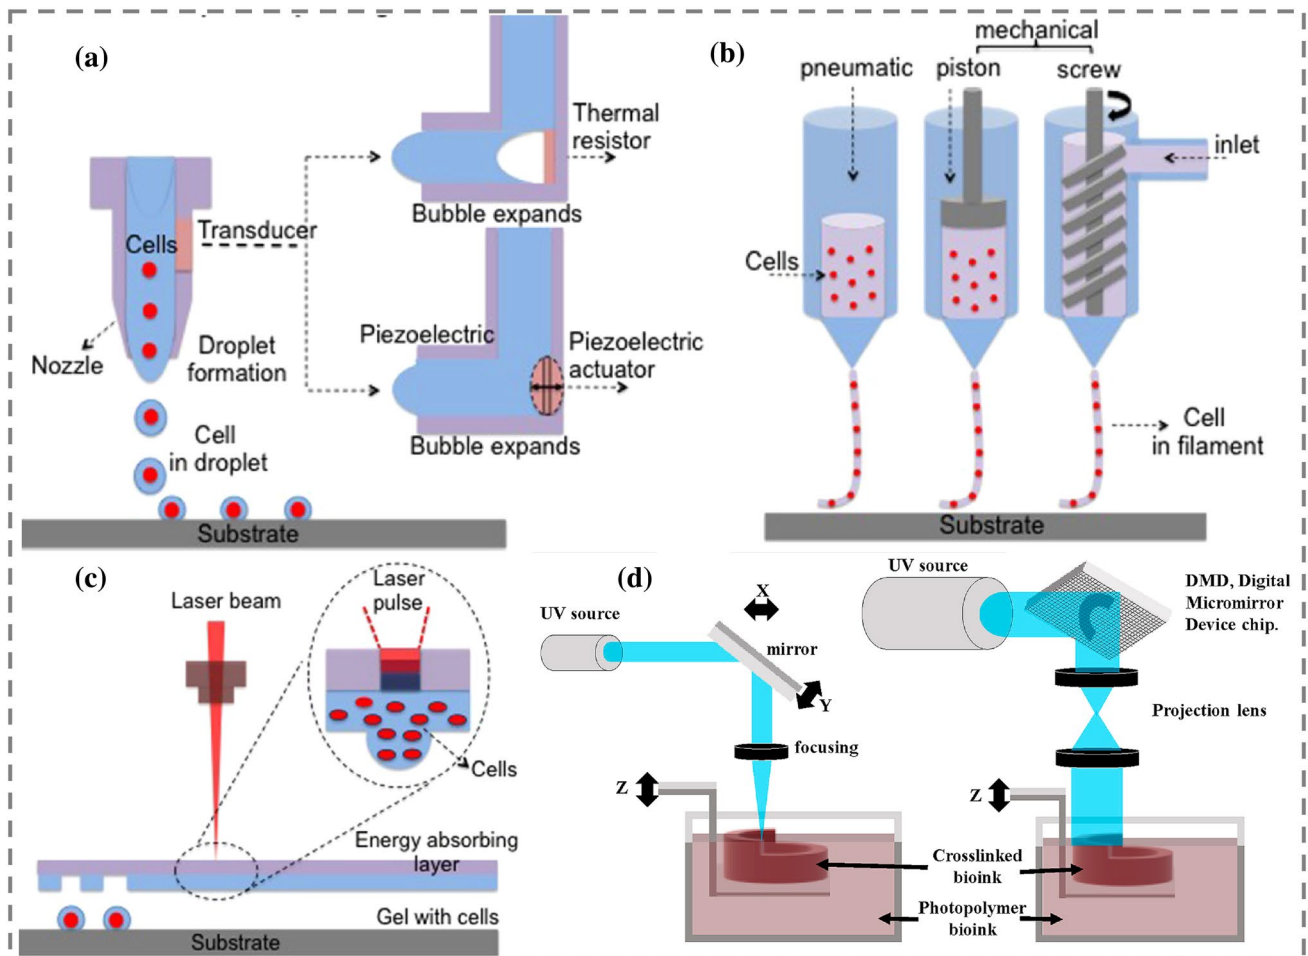 (a)
Thermal
resistor
Bubble expands
Transducer
Cells
Nozzle
Droplet
formation
Piezoelectric
Piezoelectric
actuator
Bubble expands
Cell
in droplet
Substrate
(b)
mechanical
pneumatic
piston
screw
inlet
Cells
Cell
in filament
Substrate
(c)
Laser beam
Laser
pulse
Cells
Energy absorbing
layer
Gel with cells
Substrate
(d)
UV source
X
mirror
Y
focusing
Z
UV source
DMD, Digital
Micromirror
Device chip.
Projection lens
Z
Crosslinked
bioink
Photopolymer
bioink